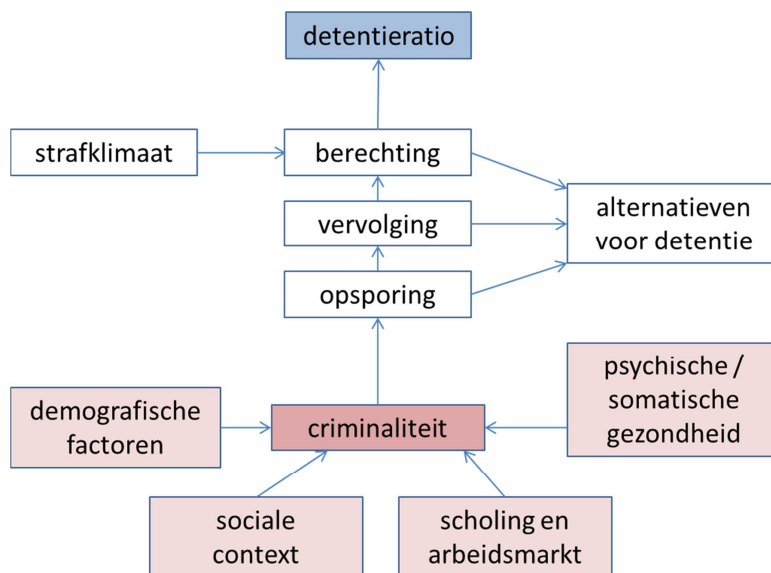 detentieratio
strafklimaat
berechting
vervolging
alternatieven
voor detentie
opsporing
psychische /
somatische
gezondheid
demografische
factoren
criminaliteit
sociale
context
scholing en
arbeidsmarkt